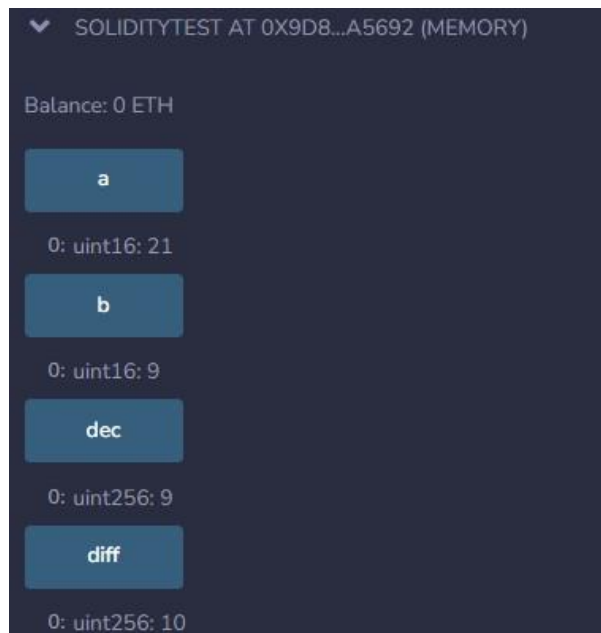 SOLIDITYTEST AT 0X9D8...A5692 (MEMORY)
Balance: 0 ETH
a
0: uint16: 21
b
0: uint16: 9
dec
0: uint256: 9
diff
0: uint256: 10